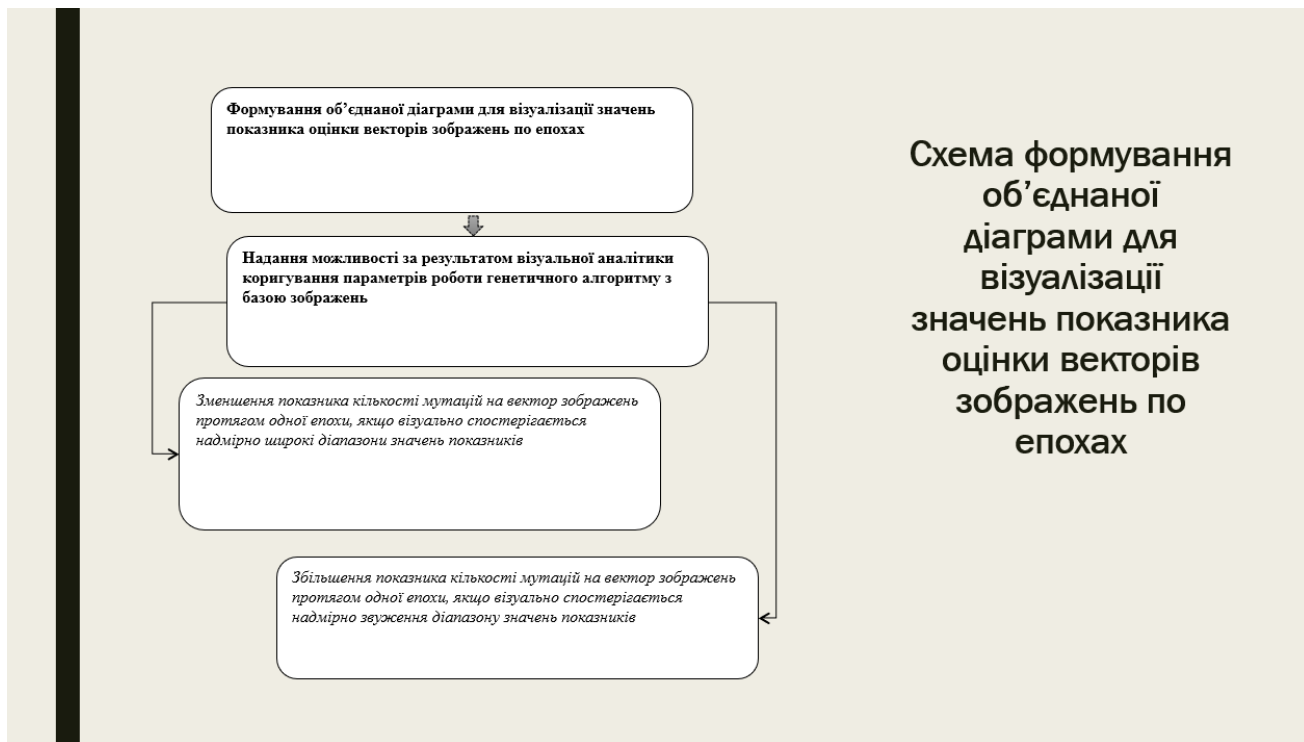 Формування об’єднаної діаграми для візуалізації значень
показника оцінки векторів зображень по епохах
Надання можливості за результатом візуальної аналітики
коригування параметрів роботи генетичного алгоритму з
базою зображень
Зменшення показника кількості мутацій на вектор зображень
протягом одної епохи, якщо візуально спостерігається
надмірно широкі діапазони значень показників
Збільшення показника кількості мутацій на вектор зображень
протягом одної епохи, якщо візуально спостерігається
надмірно звуження діапазону значень показників
Схема формування
об’єднаної
діаграми для
візуалізації
значень показника
оцінки векторів
зображень по
епохах